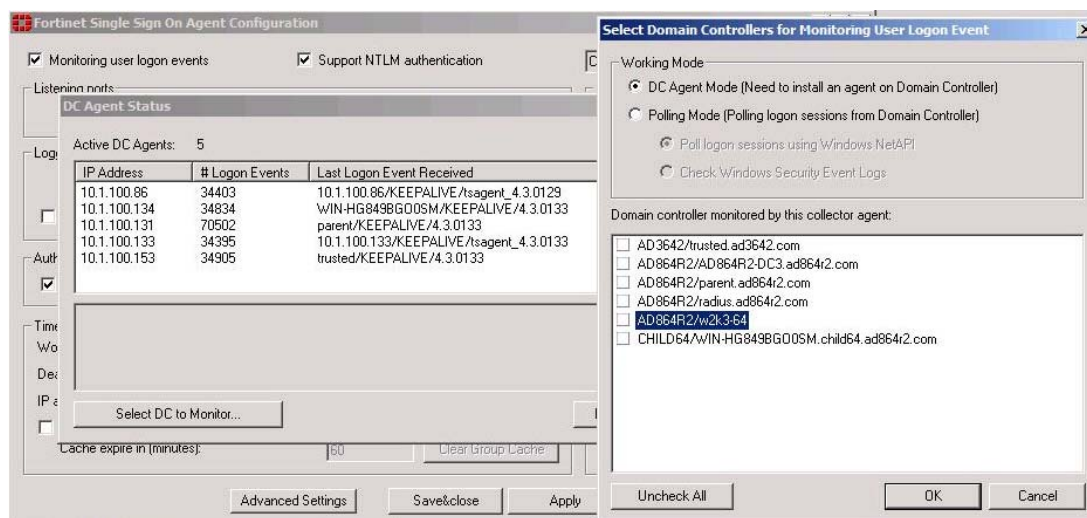 Fortinet Single Sign On Agent Configuration
Monitoring user logon events
Support NTLM authentication
Listening ports
DC Agent Status
Active DC Agents: 5
IP Address # Logon Events Last Logon Event Received
10.1.100.86 34403 10.1.100.86/KEEPALIVE/tsagent_4.3.0129
10.1.100.134 34834 WIN-HG849BGO0SM/KEEPALIVE/4.3.0133
10.1.100.131 70502 parent/KEEPALIVE/4.3.0133
10.1.100.133 34395 10.1.100.133/KEEPALIVE/tsagent_4.3.0133
10.1.100.153 34905 trusted/KEEPALIVE/4.3.0133
Select DC to Monitor...
Cache expire in (minutes): 60 Clear Group Cache
Advanced Settings Save&close Apply
Select Domain Controllers for Monitoring User Logon Event
Working Mode
DC Agent Mode (Need to install an agent on Domain Controller)
Polling Mode (Polling logon sessions from Domain Controller)
Poll logon sessions using Windows NetAPI
Check Windows Security Event Logs
Domain controller monitored by this collector agent:
AD3642/trusted.ad3642.com
AD864R2/AD864R2-DC3.ad864r2.com
AD864R2/parent.ad864r2.com
AD864R2/radius.ad864r2.com
AD864R2/w2k3-64
CHILD64/WIN-HG849BGO0SM.child64.ad864r2.com
Uncheck All OK Cancel